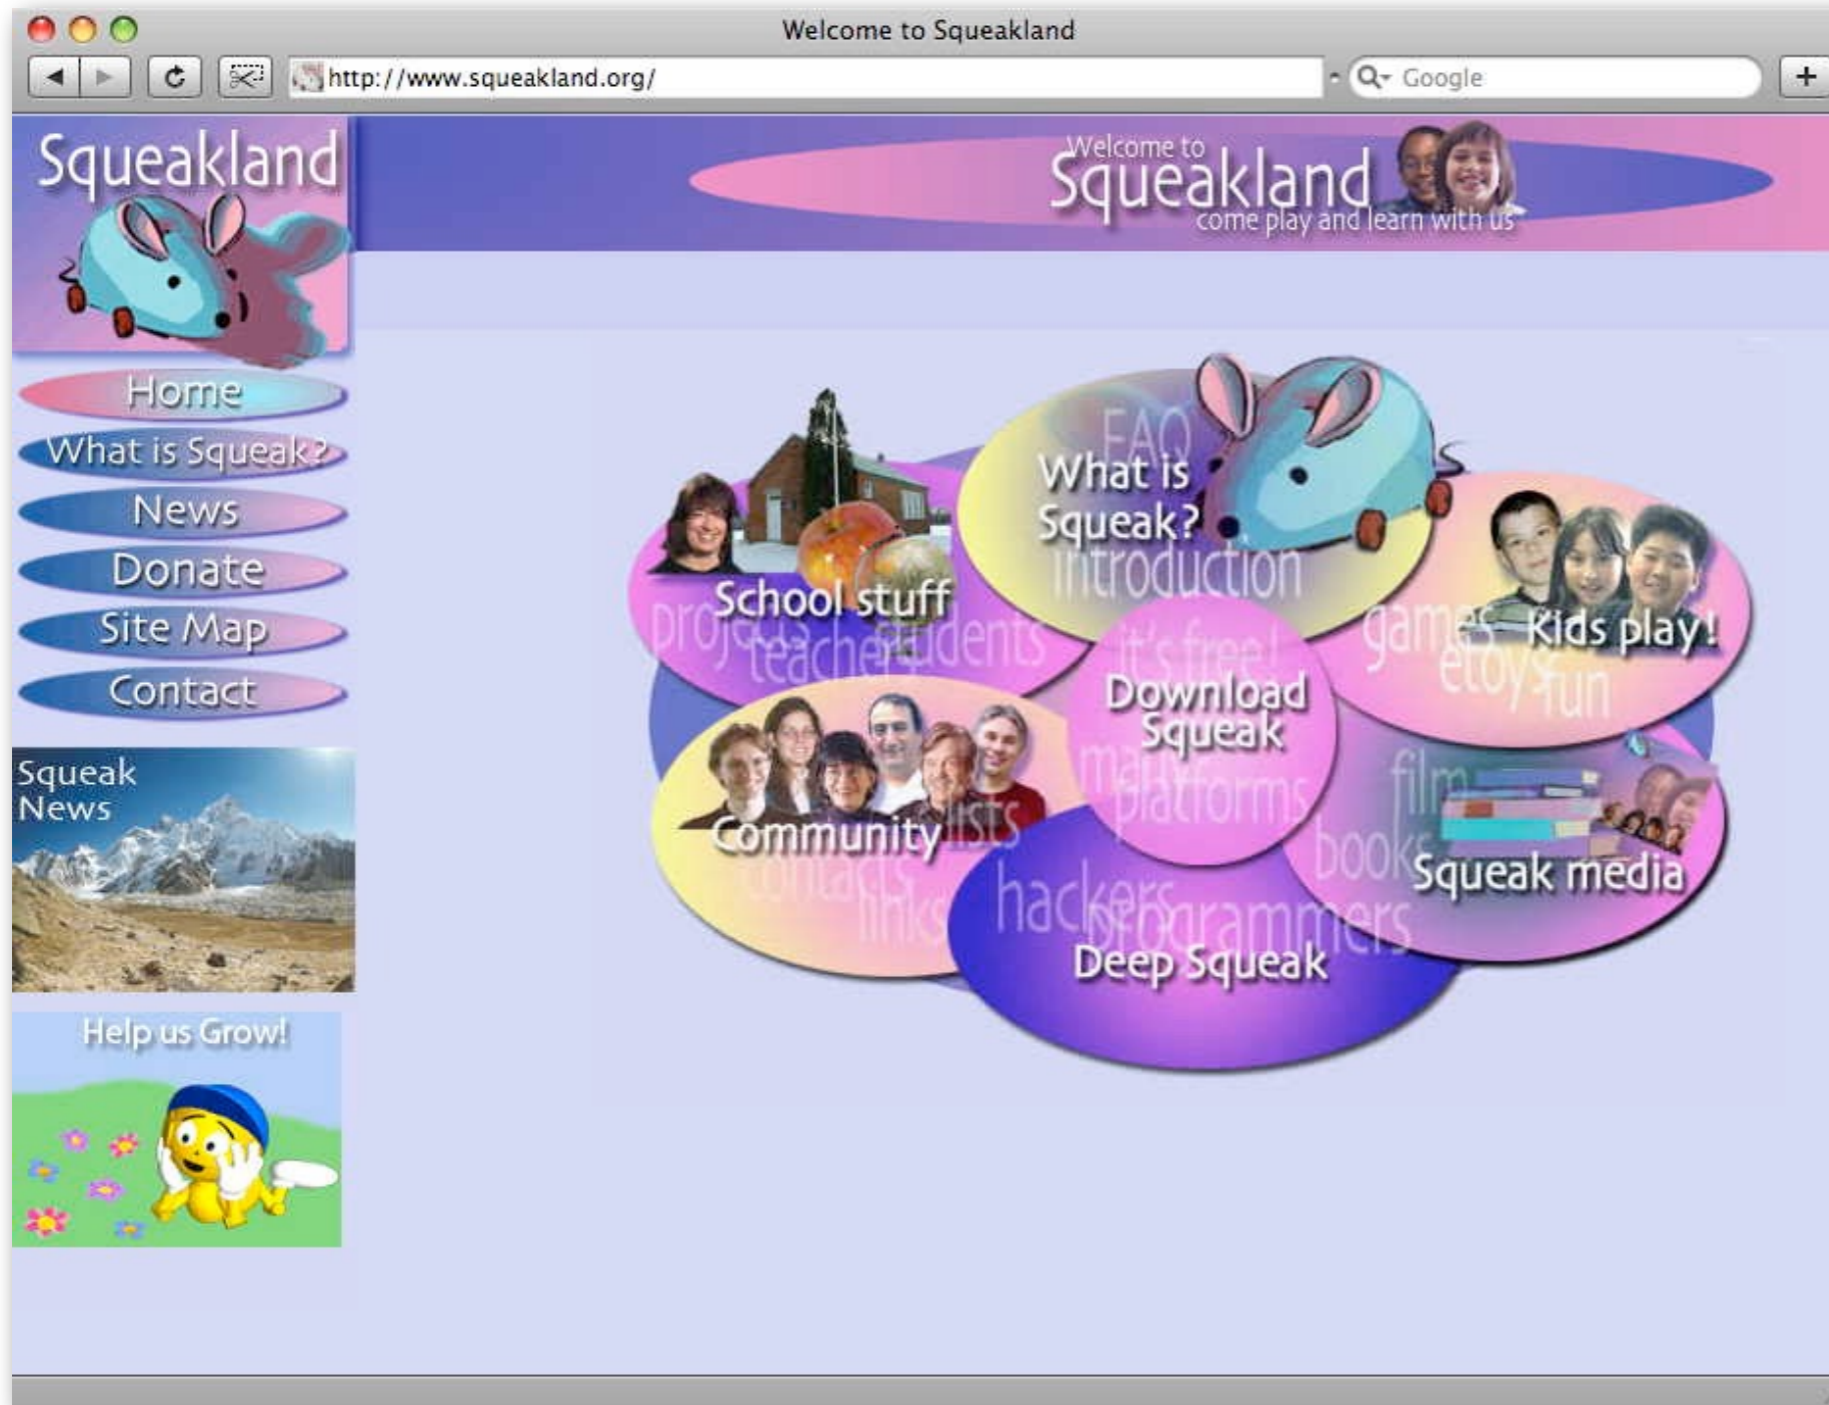 Welcome to Squeakland
http://www.squeakland.org/
Google
Squeakland
Welcome to
Squeakland
come play and learn with us
Home
What is Squeak?
News
Donate
Site Map
Contact
Squeak
News
Help us Grow!
FAQ
What is
Squeak?
introduction
School stuff
projects
teachers
students
Kids play!
games
etoys
fun
it's free!
Download
Squeak
many
platforms
Community
lists
contacts
links
film
books
Squeak media
hackers
programmers
Deep Squeak